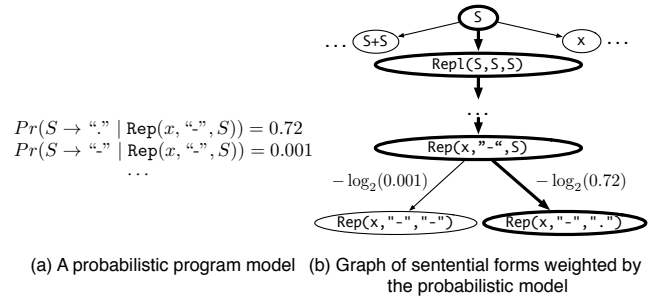 S
... S+S x ...
Repl(S,S,S)
...
Pr(S → “.” | Rep(x, “-”, S)) = 0.72
Pr(S → “-” | Rep(x, “-”, S)) = 0.001
...
Rep(x,”-“,S)
− log₂(0.001) − log₂(0.72)
Rep(x,"-","-") Rep(x,"-",".")
(a) A probabilistic program model
(b) Graph of sentential forms weighted by
the probabilistic model